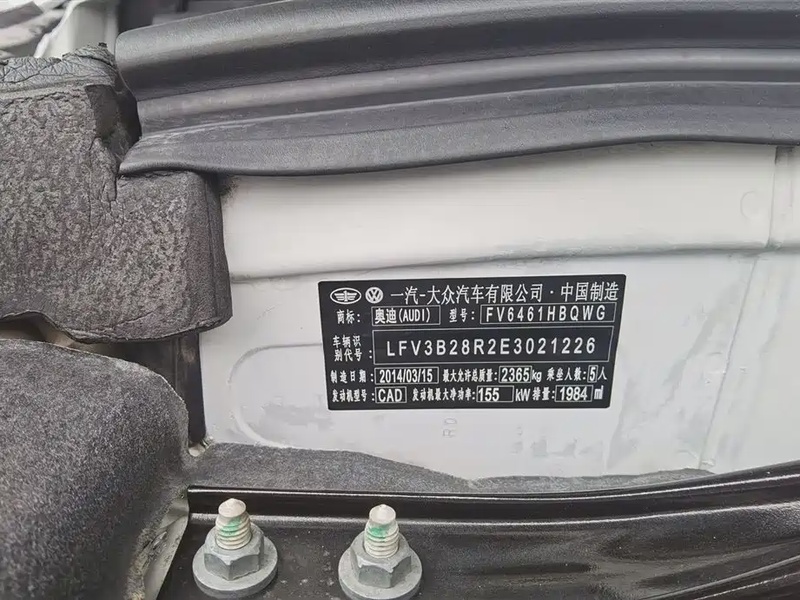 一汽-大众汽车有限公司·中国制造
商标: 奥迪(AUDI) 型号: FV6461HBQWG
车辆识别代号: LFV3B28R2E3021226
制造日期: 2014/03/15 最大允许总质量: 2365kg 乘坐人数: 5人
发动机型号: CAD 发动机最大净功率: 155 kW 排量: 1984 ml